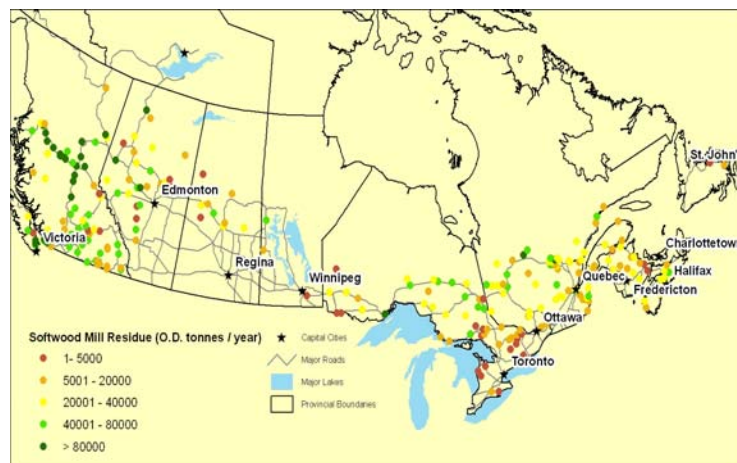 St. John'
Edmonton
Victoria
Charlottetown
Regina
Winnipeg
Quebec
Halifax
Fredericton
Ottawa
Toronto
Softwood Mill Residue (O.D. tonnes / year)
1- 5000
5001 - 20000
20001 - 40000
40001 - 80000
> 80000
Capital Cities
Major Roads
Major Lakes
Provincial Boundaries